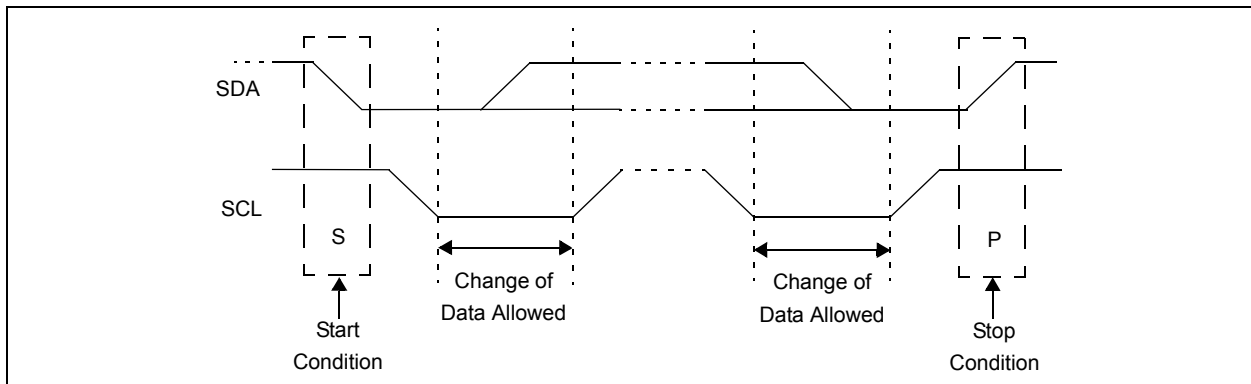 SDA
SCL
S
P
Change of
Data Allowed
Change of
Data Allowed
Start
Condition
Stop
Condition